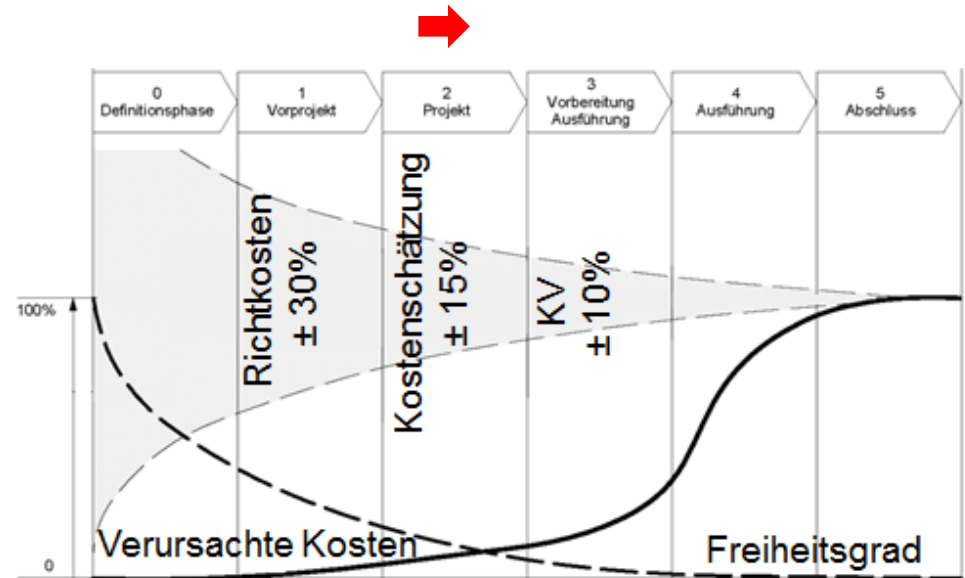 0
Definitionsphase
1
Vorprojekt
2
Projekt
3
Vorbereitung
Ausführung
4
Ausführung
5
Abschluss
Richtkosten
± 30%
Kostenschätzung
± 15%
KV
± 10%
100%
0
Verursachte Kosten
Freiheitsgrad